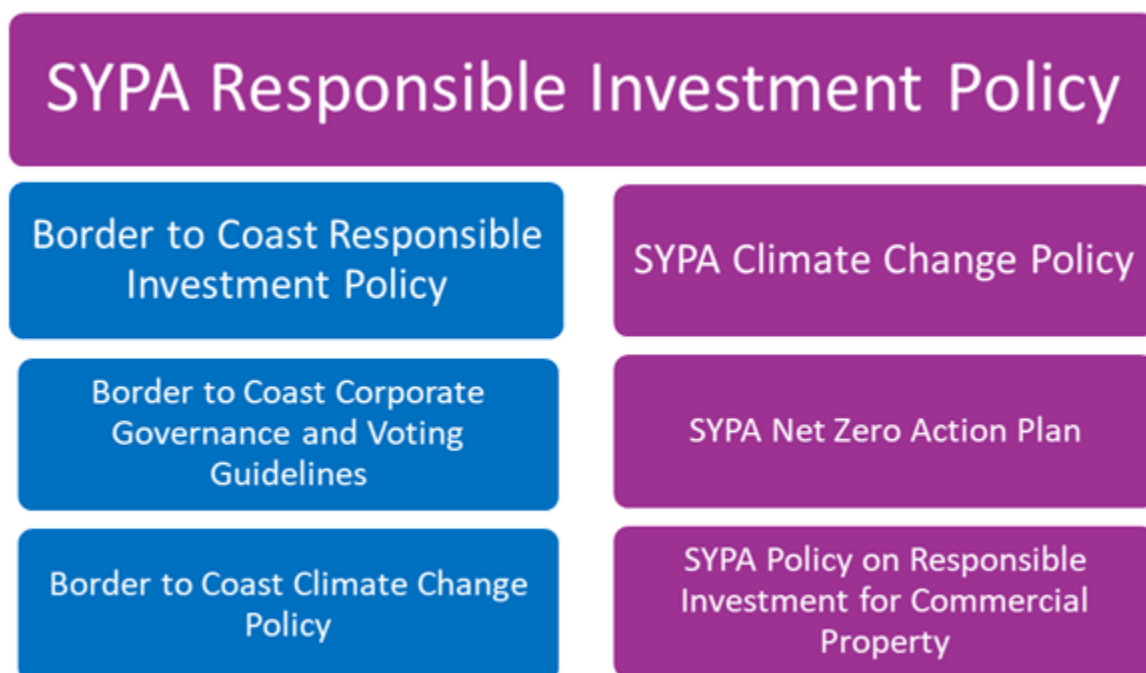 SYPA Responsible Investment Policy
Border to Coast Responsible
Investment Policy
SYPA Climate Change Policy
Border to Coast Corporate
Governance and Voting
Guidelines
SYPA Net Zero Action Plan
Border to Coast Climate Change
Policy
SYPA Policy on Responsible
Investment for Commercial
Property